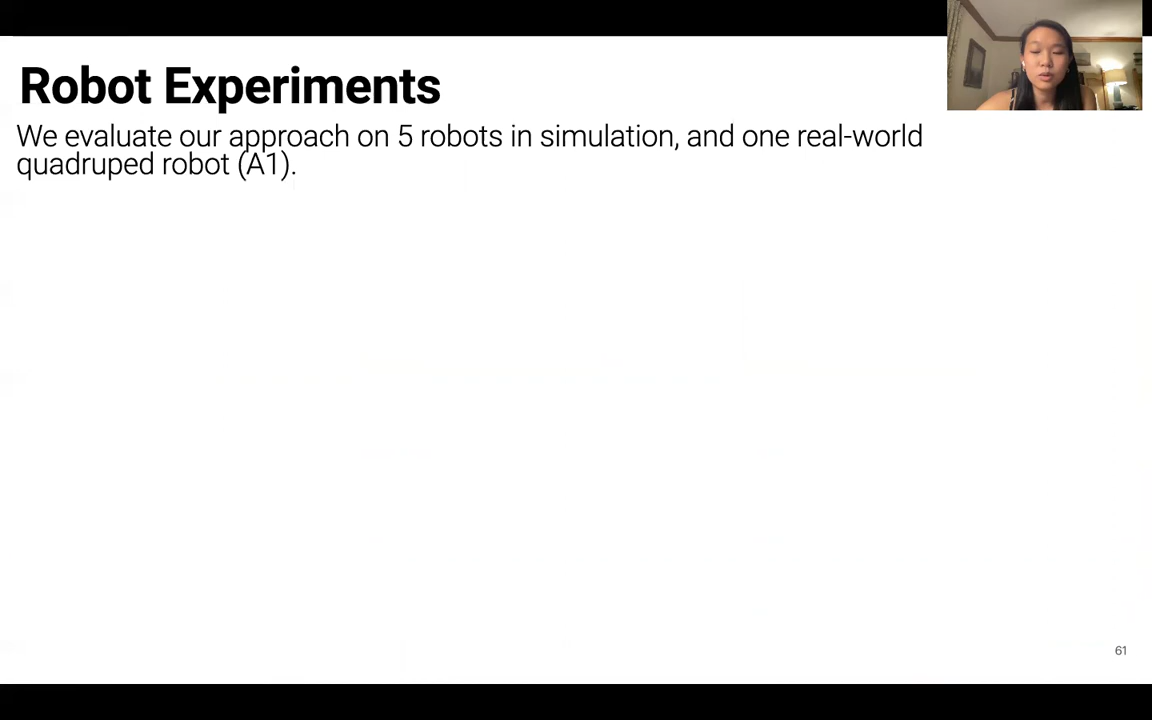 Robot Experiments
We evaluate our approach on 5 robots in simulation, and one real-world
quadruped robot (A1).
61